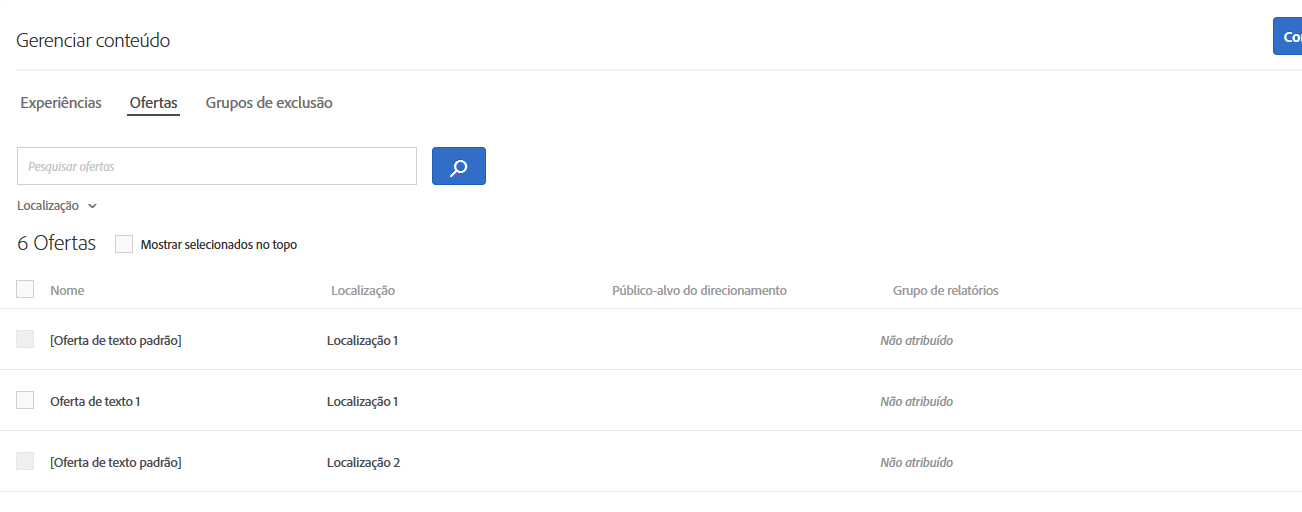 Gerenciar conteúdo
Experiências Ofertas Grupos de exclusão
Pesquisar ofertas
Localização
6 Ofertas Mostrar selecionados no topo
Nome Localização Público-alvo do direcionamento Grupo de relatórios
[Oferta de texto padrão] Localização 1 Não atribuído
Oferta de texto 1 Localização 1 Não atribuído
[Oferta de texto padrão] Localização 2 Não atribuído